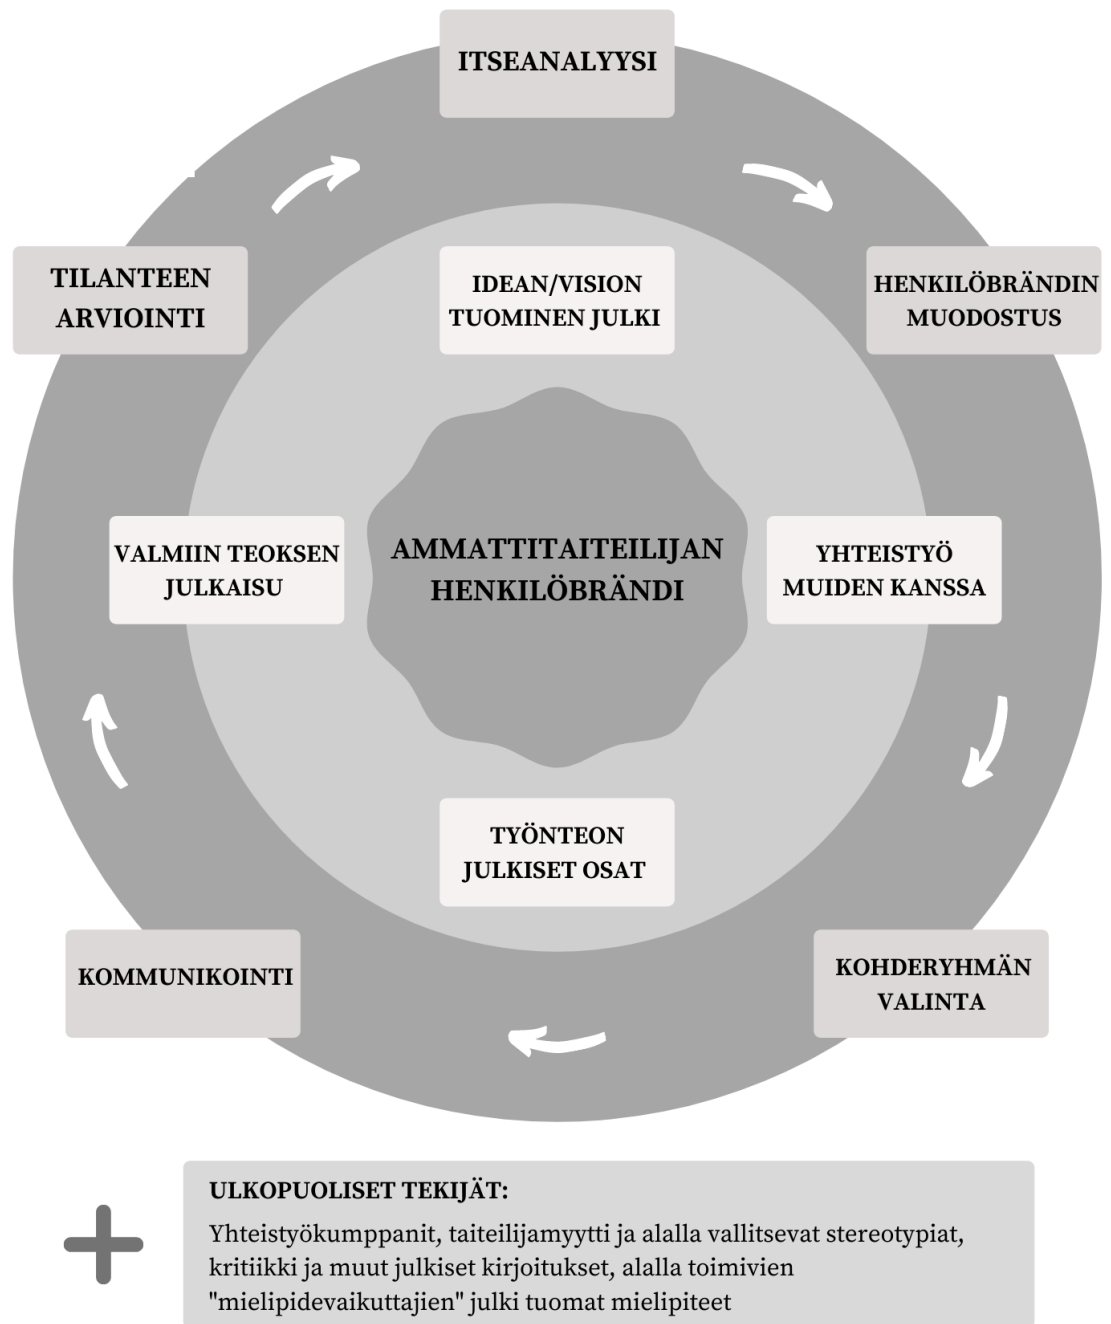 ITSEANALYYSI
TILANTEEN
ARVIOINTI
IDEAN/VISION
TUOMINEN JULKI
HENKILÖBRÄNDIN
MUODOSTUS
VALMIIN TEOKSEN
JULKAISU
AMMATTITAITEILIJAN
HENKILÖBRÄNDI
YHTEISTYÖ
MUIDEN KANSSA
TYÖNTEON
JULKISET OSAT
KOMMUNIKOINTI
KOHDERYHMÄN
VALINTA
ULKOPUOLISET TEKIJÄT:
Yhteistyökumppanit, taiteilijamyytti ja alalla vallitsevat stereotypiat,
kritiikki ja muut julkiset kirjoitukset, alalla toimivien
"mielipidevaikuttajien" julki tuomat mielipiteet